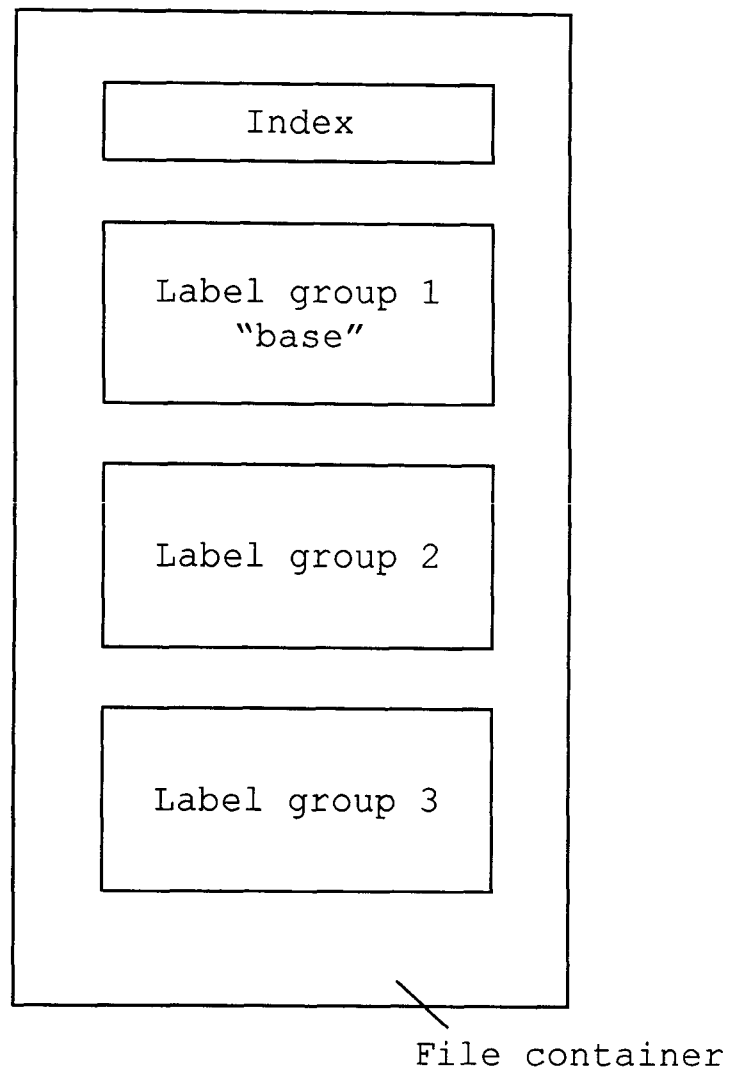 Index
Label group 1
“base”
Label group 2
Label group 3
File container